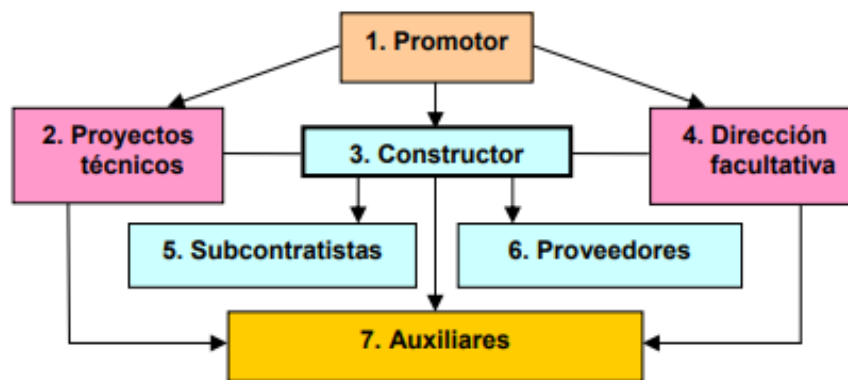 1. Promotor
2. Proyectos
técnicos
3. Constructor
4. Dirección
facultativa
5. Subcontratistas
6. Proveedores
7. Auxiliares